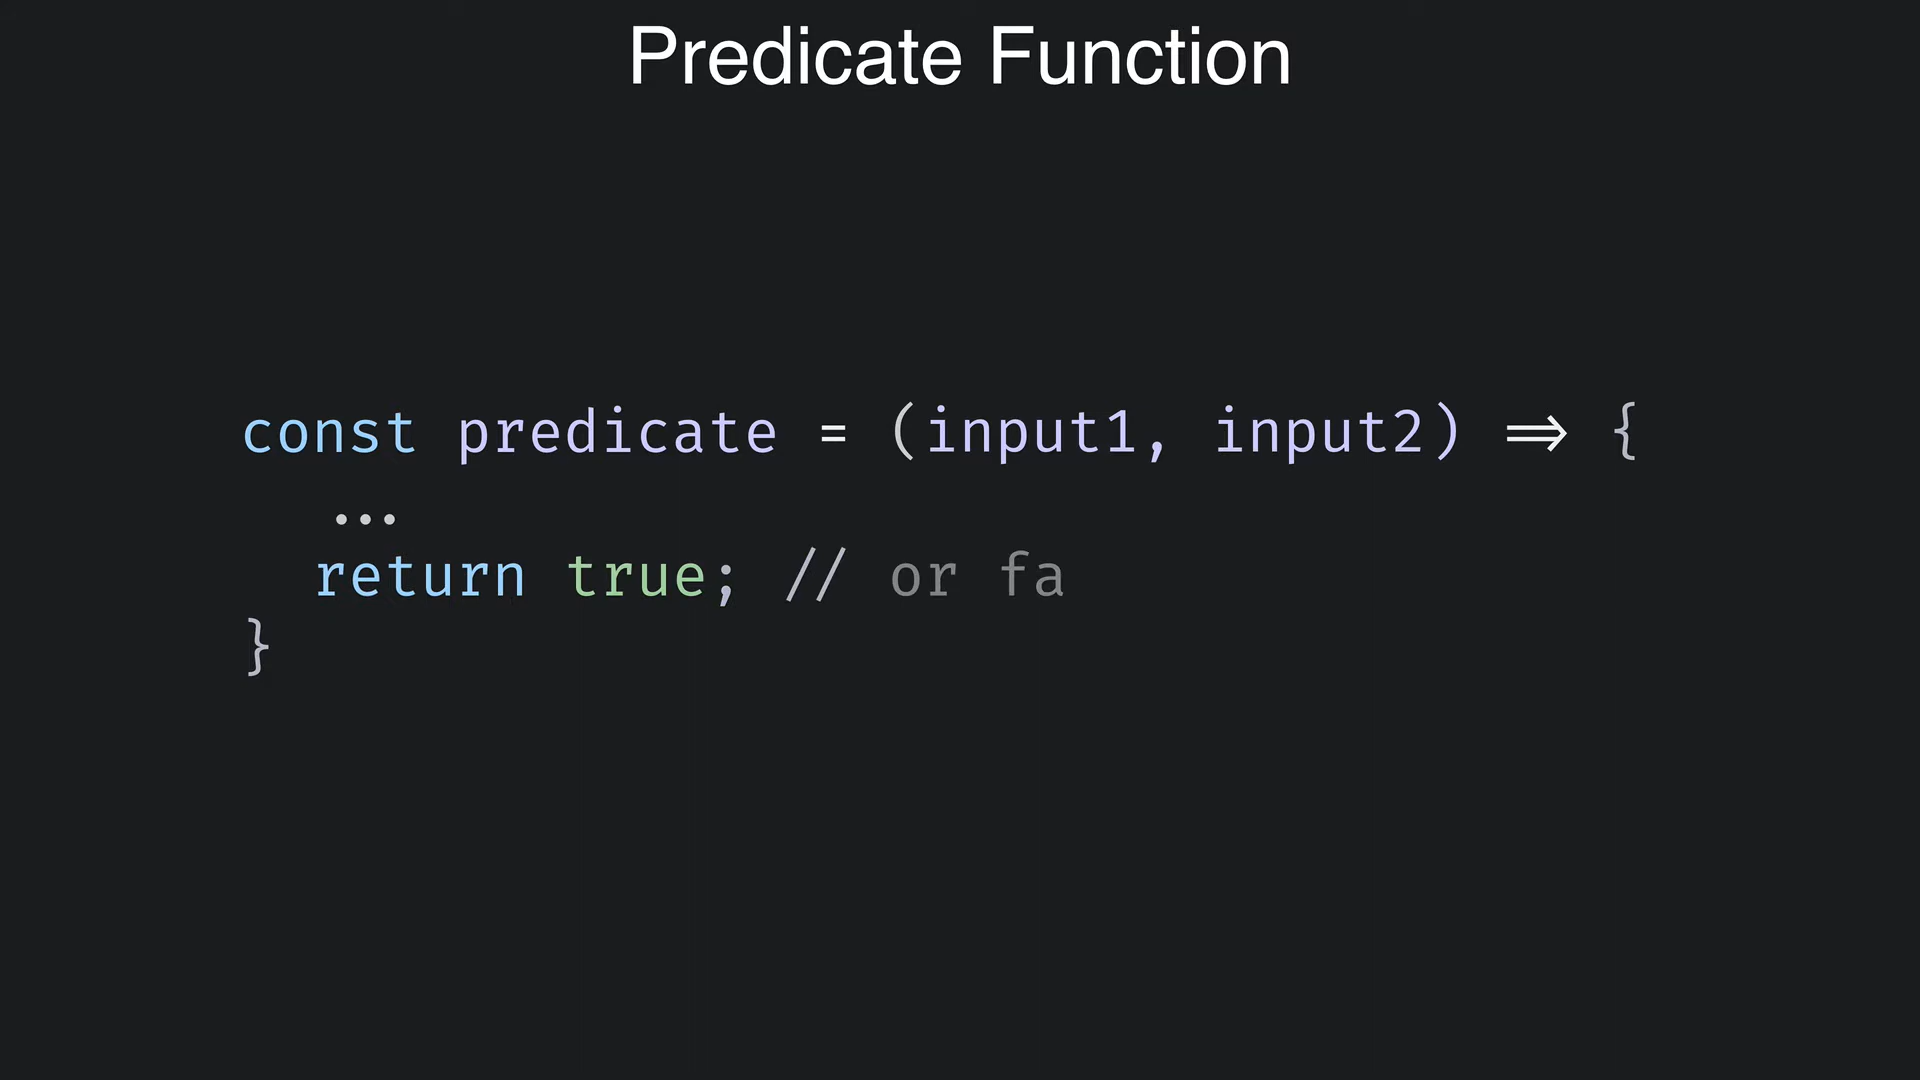 Predicate Function
const predicate = (input1, input2) => {
...
return true; // or fa
}